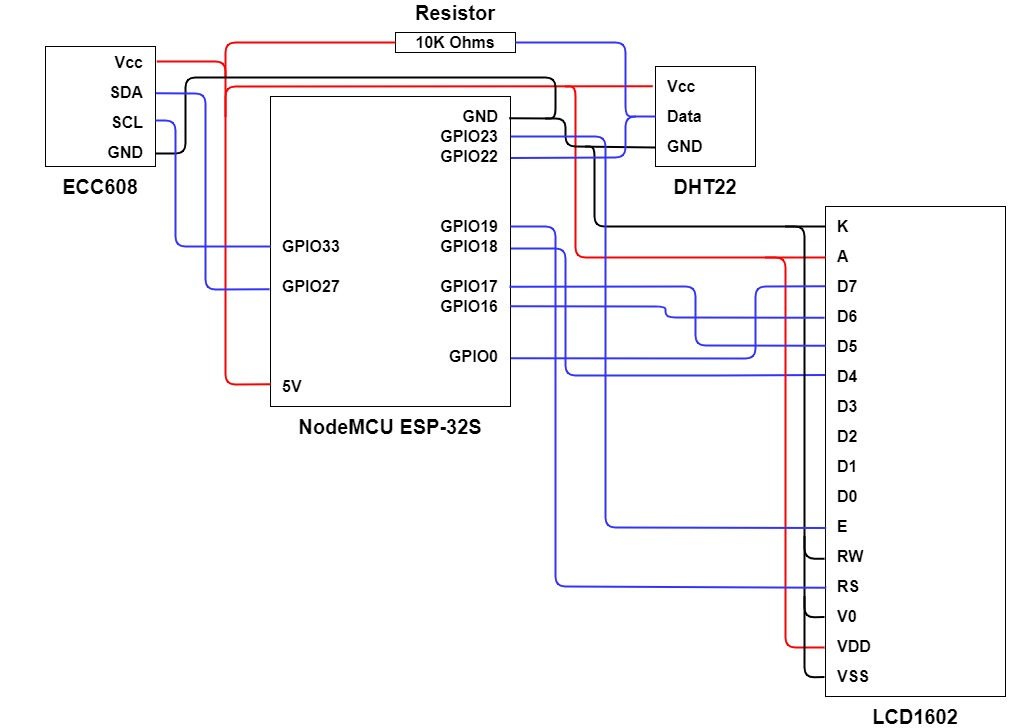 Resistor
10K Ohms
Vcc
SDA
SCL
GND
ECC608
GND
GPIO23
GPIO22
GPIO19
GPIO18
GPIO17
GPIO16
GPIO0
GPIO33
GPIO27
5V
NodeMCU ESP-32S
Vcc
Data
GND
DHT22
K
A
D7
D6
D5
D4
D3
D2
D1
D0
E
RW
RS
V0
VDD
VSS
LCD1602